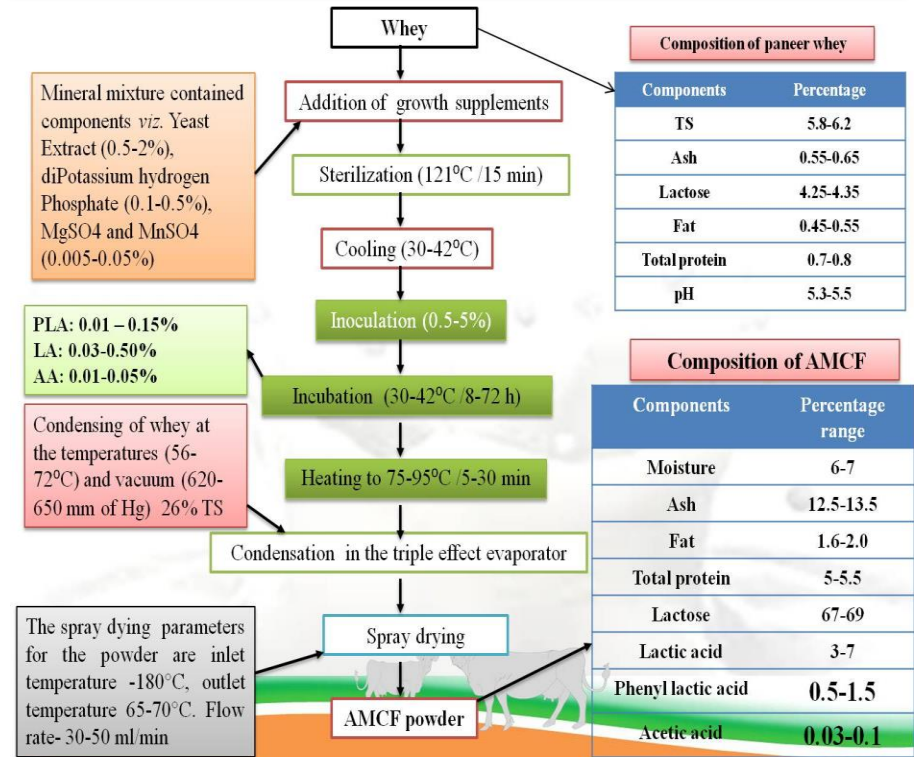 Whey
Addition of growth supplements
Sterilization (121⁰C /15 min)
Cooling (30-42⁰C)
Inoculation (0.5-5%)
Incubation (30-42⁰C /8-72 h)
Heating to 75-95⁰C /5-30 min
Condensation in the triple effect evaporator
Spray drying
AMCF powder
Mineral mixture contained
components viz. Yeast
Extract (0.5-2%),
diPotassium hydrogen
Phosphate (0.1-0.5%),
MgSO4 and MnSO4
(0.005-0.05%)
PLA: 0.01 – 0.15%
LA: 0.03-0.50%
AA: 0.01-0.05%
Condensing of whey at
the temperatures (56-
72⁰C) and vacuum (620-
650 mm of Hg) 26% TS
The spray dying parameters
for the powder are inlet
temperature -180°C, outlet
temperature 65-70°C. Flow
rate- 30-50 ml/min
Composition of paneer whey
Components Percentage
TS 5.8-6.2
Ash 0.55-0.65
Lactose 4.25-4.35
Fat 0.45-0.55
Total protein 0.7-0.8
pH 5.3-5.5
Composition of AMCF
Components Percentage
range
Moisture 6-7
Ash 12.5-13.5
Fat 1.6-2.0
Total protein 5-5.5
Lactose 67-69
Lactic acid 3-7
Phenyl lactic acid 0.5-1.5
Acetic acid 0.03-0.1